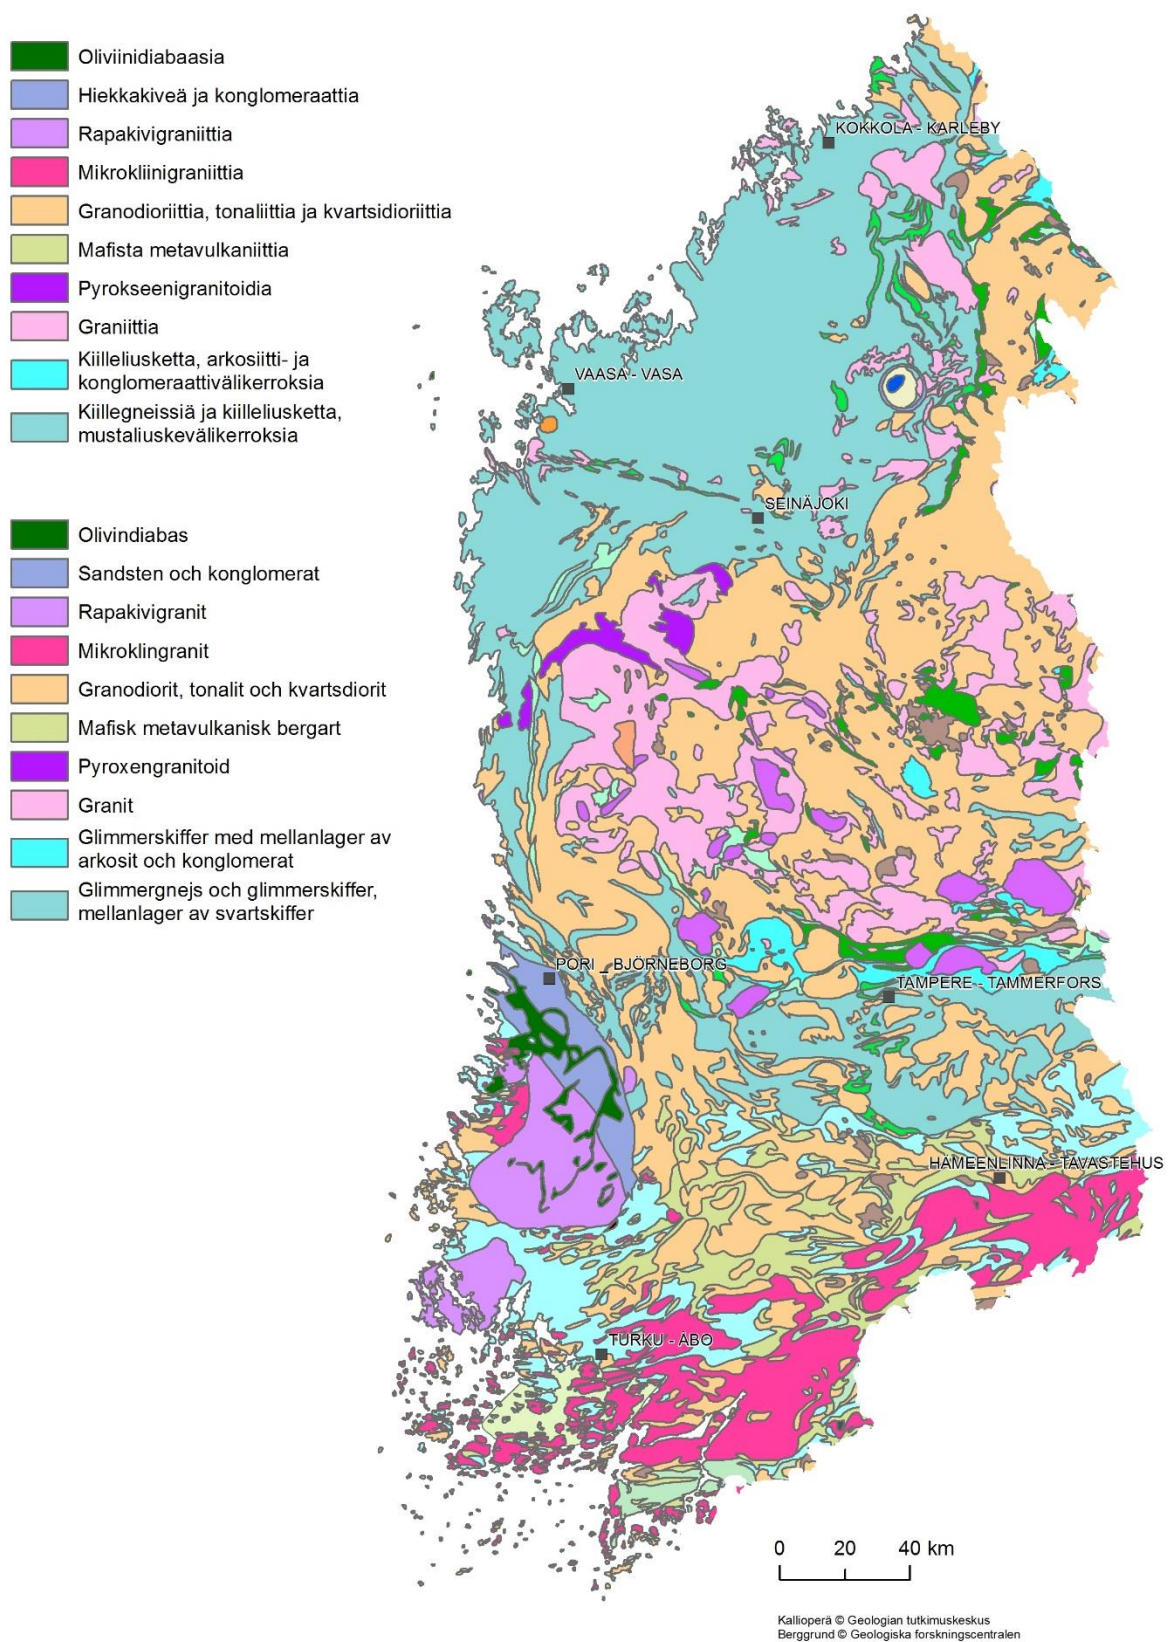 Oliviinidiabaasia
Hiekkakiveä ja konglomeraattia
Rapakivigraniittia
Mikrokliinigraniittia
Granodioriittia, tonaliittia ja kvartsidioriittia
Mafista metavulkaniittia
Pyrokseenigranitoidia
Graniittia
Kiilleliusketta, arkosiitti- ja
konglomeraattivälikerroksia
Kiillegneissiä ja kiilleliusketta,
mustaliuskevälikerroksia
Olivindiabas
Sandsten och konglomerat
Rapakivigranit
Mikroklingranit
Granodiorit, tonalit och kvartsdiorit
Mafisk metavulkanisk bergart
Pyroxengranitoid
Granit
Glimmerskiffer med mellanlager av
arkosit och konglomerat
Glimmergnejs och glimmerskiffer,
mellanlager av svartskiffer
KOKKOLA - KARLEBY
VAASA - VASA
SEINÄJOKI
PORI _ BJÖRNEBORG
TAMPERE - TAMMERFORS
HÄMEENLINNA - TAVASTEHUS
TURKU - ÅBO
0 20 40 km
Kallioperä © Geologian tutkimuskeskus
Berggrund © Geologiska forskningscentralen